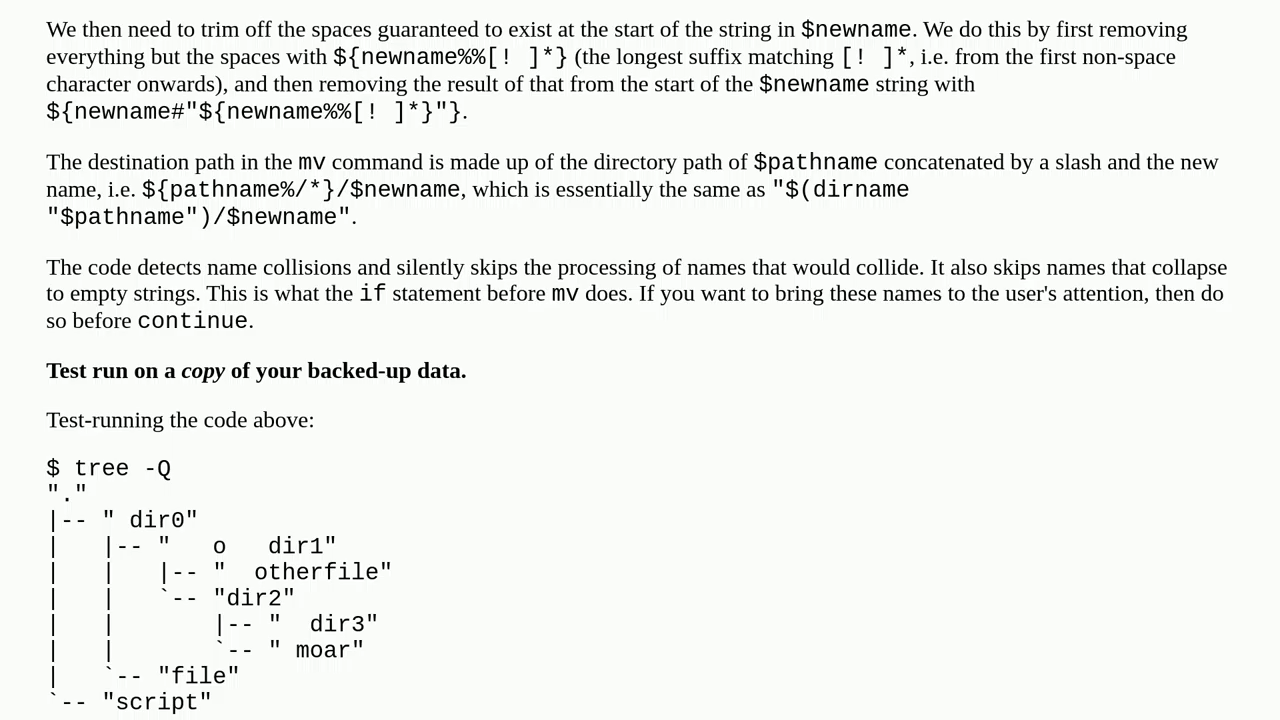 We then need to trim off the spaces guaranteed to exist at the start of the string in $newname. We do this by first removing
everything but the spaces with ${newname%%[! ]*} (the longest suffix matching [! ]*, i.e. from the first non-space
character onwards), and then removing the result of that from the start of the $newname string with
${newname#"${newname%%[! ]*}"}.
The destination path in the mv command is made up of the directory path of $pathname concatenated by a slash and the new
name, i.e. ${pathname%/*}/$newname, which is essentially the same as "$(dirname
"$pathname")/$newname".
The code detects name collisions and silently skips the processing of names that would collide. It also skips names that collapse
to empty strings. This is what the if statement before mv does. If you want to bring these names to the user's attention, then do
so before continue.
Test run on a copy of your backed-up data.
Test-running the code above:
$ tree -Q
"."
|-- " dir0"
|   |-- "   o   dir1"
|   |   |-- "  otherfile"
|   |   `-- "dir2"
|   |       |-- "  dir3"
|   |       `-- " moar"
|   `-- "file"
`-- "script"